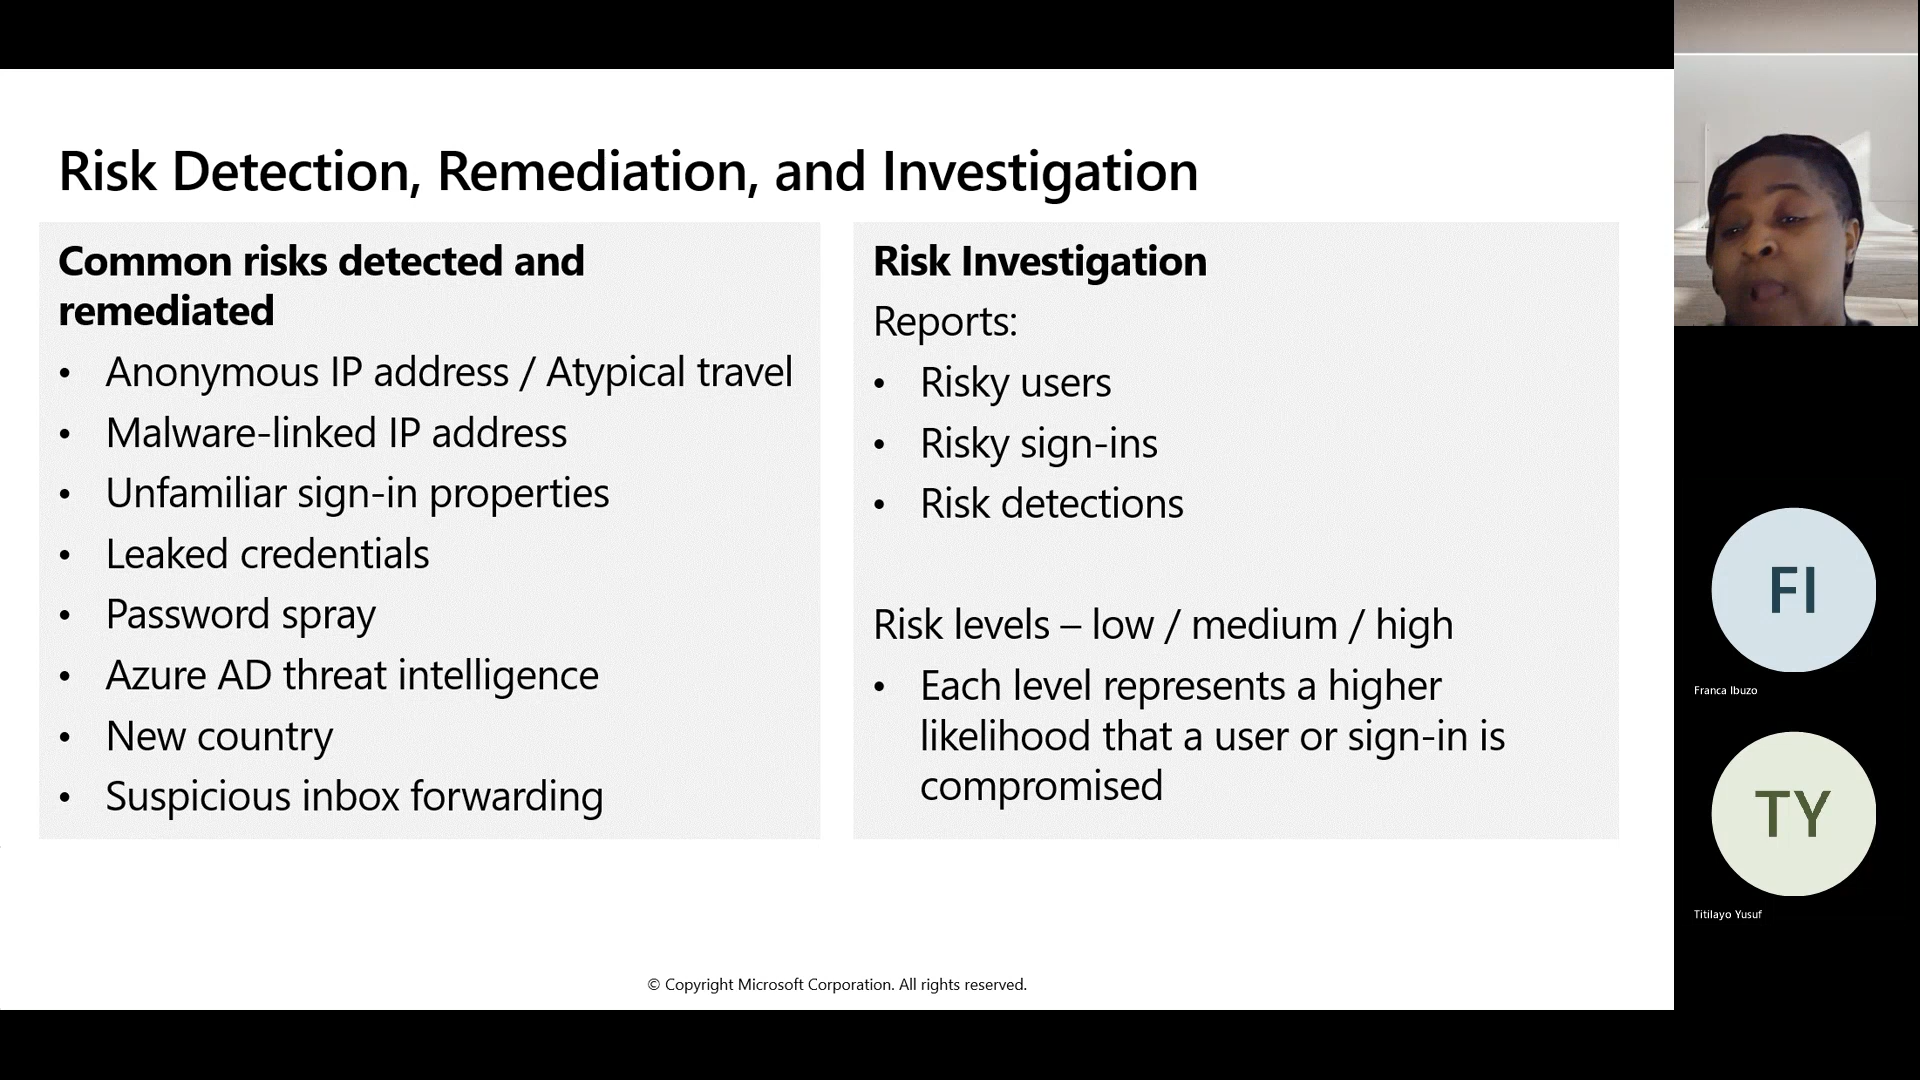 Risk Detection, Remediation, and Investigation
Common risks detected and
remediated
• Anonymous IP address / Atypical travel
• Malware-linked IP address
• Unfamiliar sign-in properties
• Leaked credentials
• Password spray
• Azure AD threat intelligence
• New country
• Suspicious inbox forwarding
Risk Investigation
Reports:
• Risky users
• Risky sign-ins
• Risk detections
Risk levels – low / medium / high
• Each level represents a higher
likelihood that a user or sign-in is
compromised
© Copyright Microsoft Corporation. All rights reserved.
FI
Franca Ibuzo
TY
Titilayo Yusuf